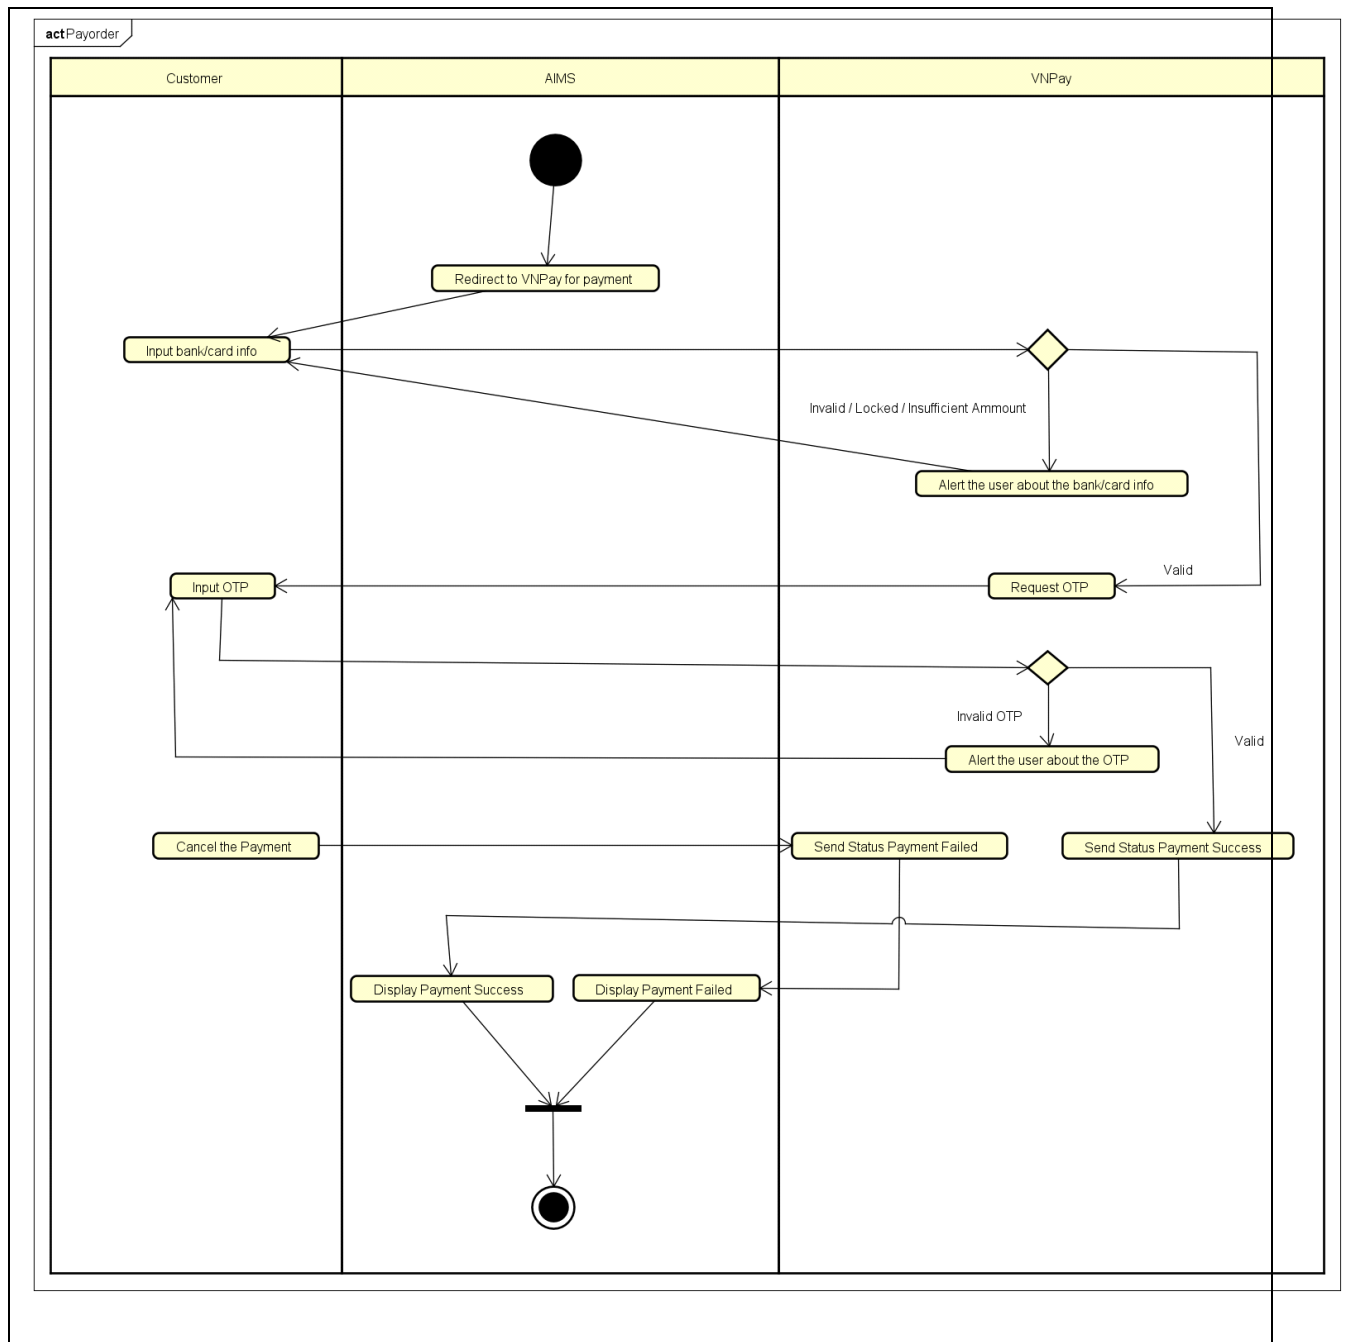 act Payorder
Customer
AIMS
VNPay
Redirect to VNPay for payment
Input bank/card info
Invalid / Locked / Insufficient Ammount
Alert the user about the bank/card info
Valid
Input OTP
Request OTP
Invalid OTP
Valid
Alert the user about the OTP
Cancel the Payment
Send Status Payment Failed
Send Status Payment Success
Display Payment Success
Display Payment Failed